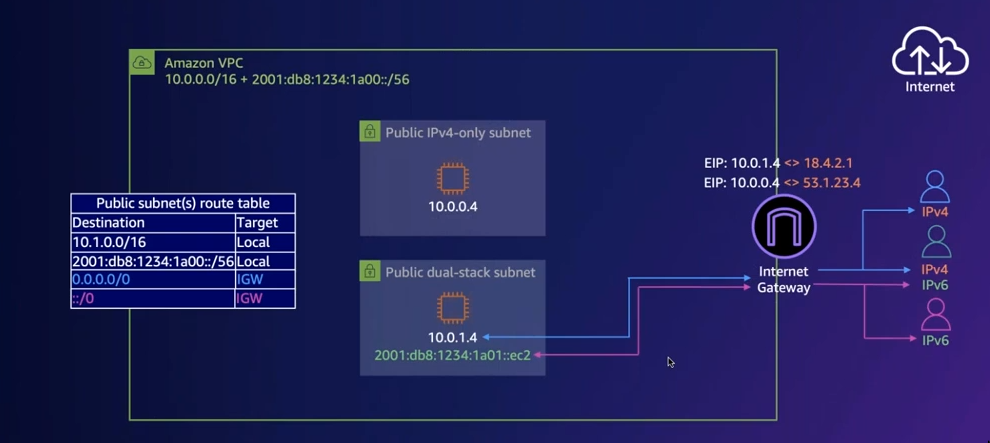 Internet
Amazon VPC
10.0.0.0/16 + 2001:db8:1234:1a00::/56
Public IPv4-only subnet
10.0.0.4
EIP: 10.0.1.4 <> 18.4.2.1
EIP: 10.0.0.4 <> 53.1.23.4
Public subnet(s) route table
Destination Target
10.1.0.0/16 Local
2001:db8:1234:1a00::/56 Local
0.0.0.0/0 IGW
::/0 IGW
Public dual-stack subnet
10.0.1.4
2001:db8:1234:1a01::ec2
Internet
Gateway
IPv4
IPv4
IPv6
IPv6